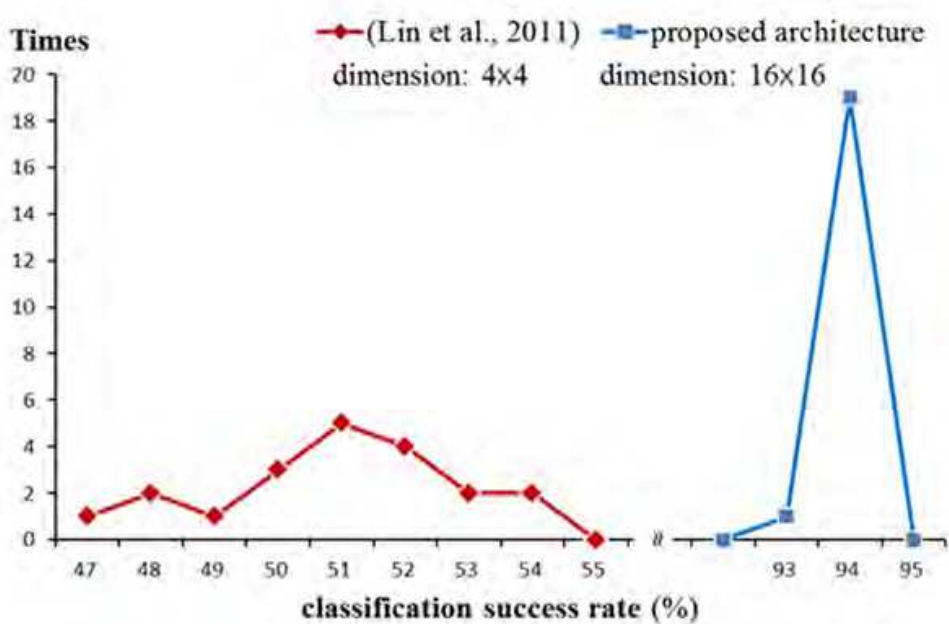 Times
(Lin et al., 2011) proposed architecture
dimension: 4×4 dimension: 16×16
20
18
16
14
12
10
8
6
4
2
0
47 48 49 50 51 52 53 54 55 93 94 95
classification success rate (%)